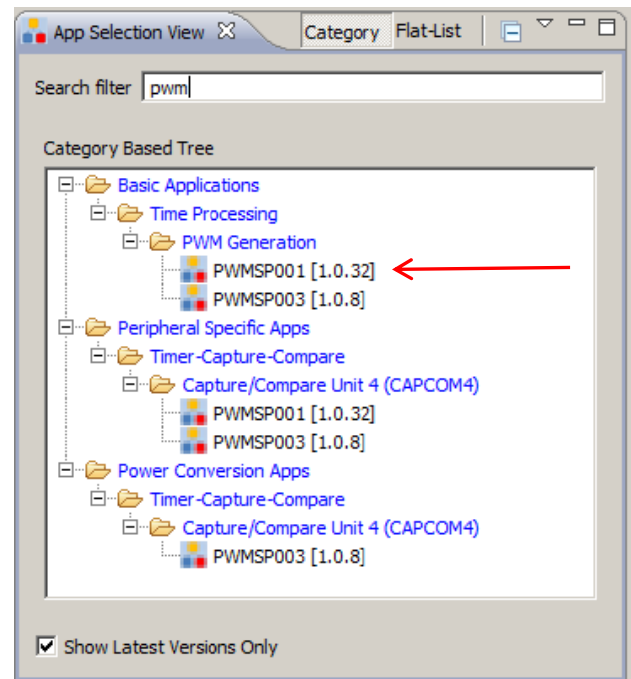 App Selection View Category Flat-List
Search filter pwm
Category Based Tree
Basic Applications
Time Processing
PWM Generation
PWMSP001 [1.0.32]
PWMSP003 [1.0.8]
Peripheral Specific Apps
Timer-Capture-Compare
Capture/Compare Unit 4 (CAPCOM4)
PWMSP001 [1.0.32]
PWMSP003 [1.0.8]
Power Conversion Apps
Timer-Capture-Compare
Capture/Compare Unit 4 (CAPCOM4)
PWMSP003 [1.0.8]
Show Latest Versions Only